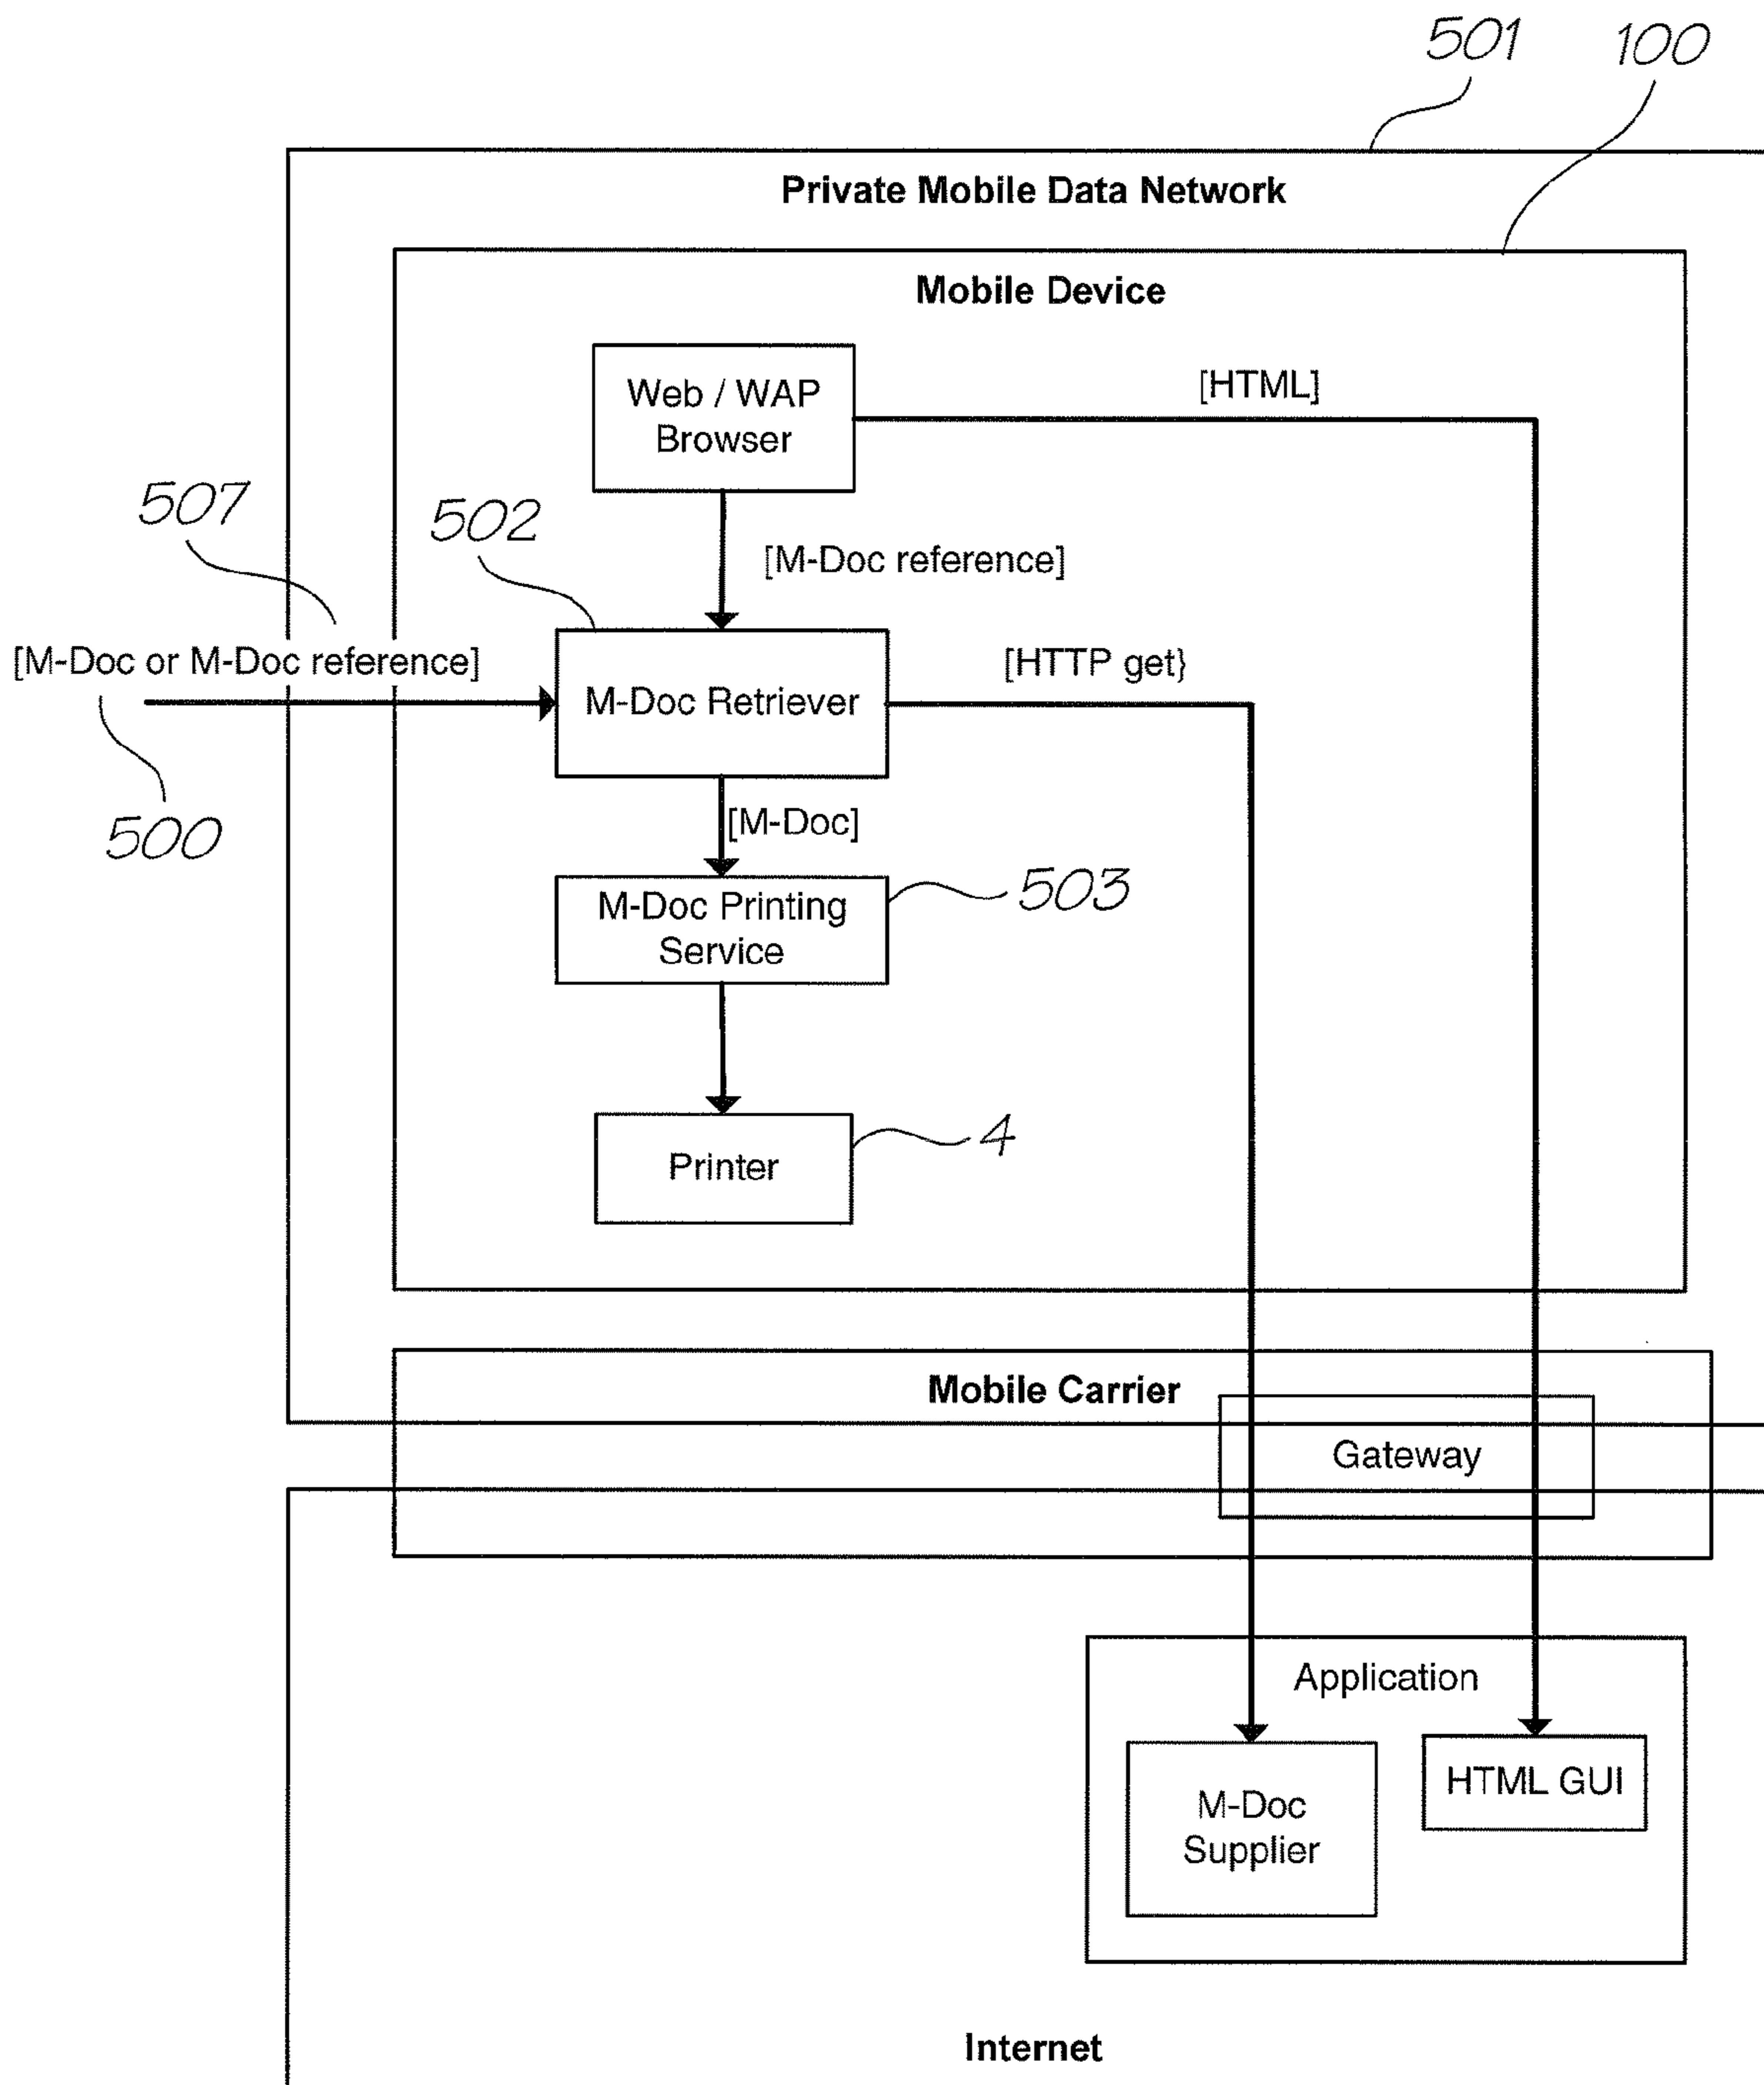 501
100
Private Mobile Data Network
Mobile Device
Web / WAP
Browser
[HTML]
507
502
[M-Doc reference]
[M-Doc or M-Doc reference]
M-Doc Retriever
[HTTP get}
500
[M-Doc]
M-Doc Printing
Service
503
Printer
4
Mobile Carrier
Gateway
Application
M-Doc
Supplier
HTML GUI
Internet